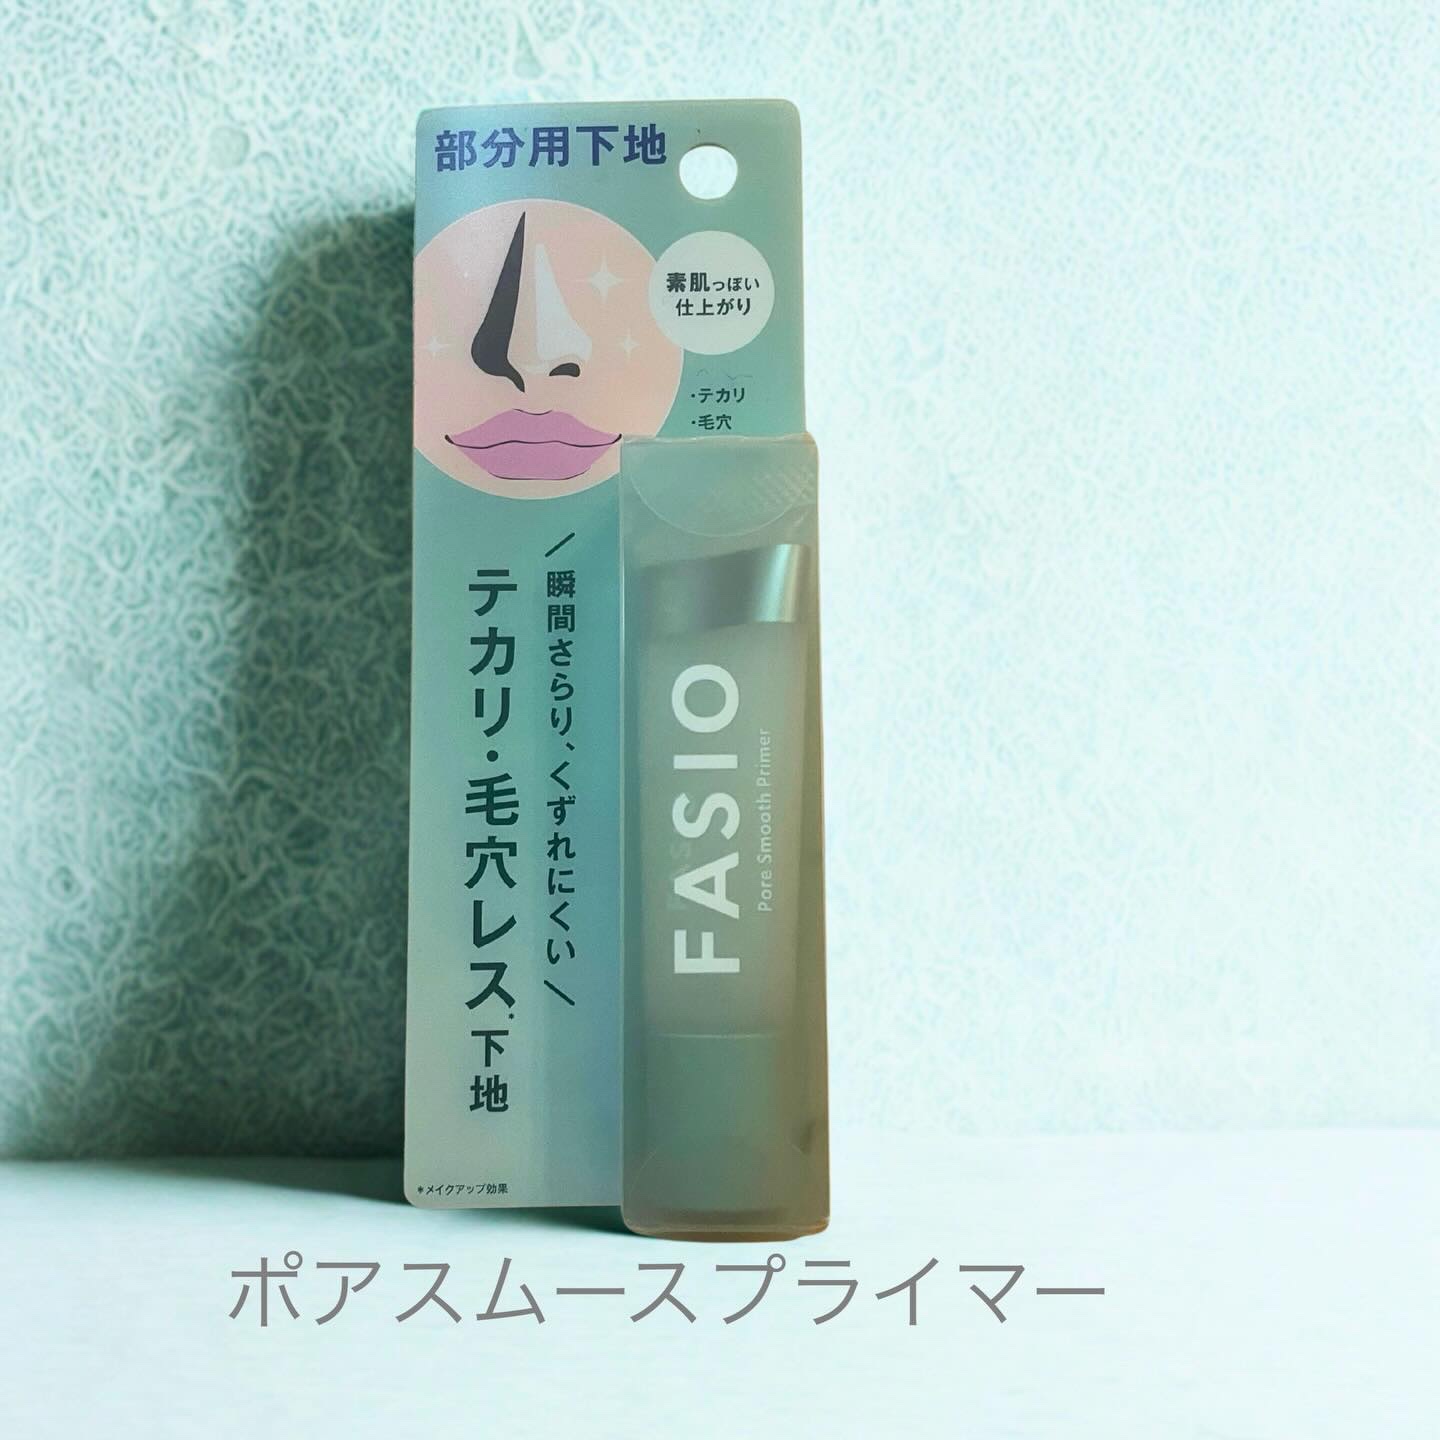 部分用下地
素肌っぽい
仕上がり
・テカリ
・毛穴
＼瞬間さらり、くずれにくい／
テカリ・毛穴レス*下地
FASIO
Pore Smooth Primer
*メイクアップ効果
ポアスムースプライマー